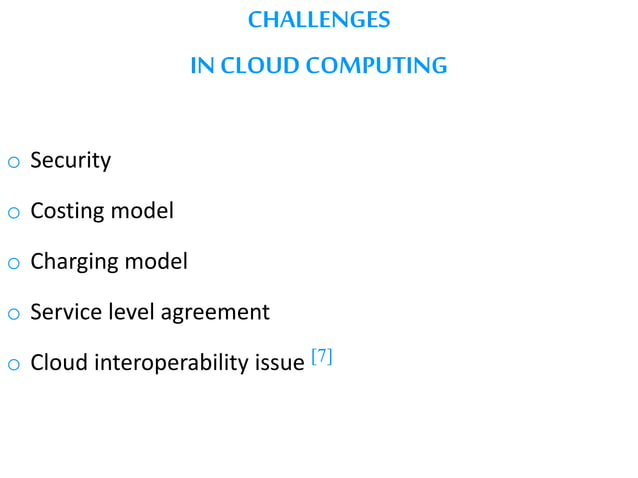 CHALLENGES
IN CLOUD COMPUTING
o Security
o Costing model
o Charging model
o Service level agreement
o Cloud interoperability issue [7]